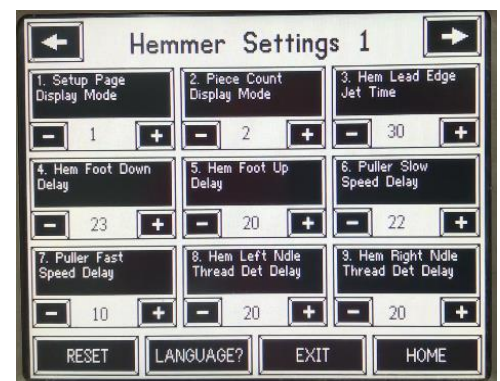 Hemmer Settings 1
1. Setup Page
Display Mode
- 1 +
2. Piece Count
Display Mode
- 2 +
3. Hem Lead Edge
Jet Time
- 30 +
4. Hem Foot Down
Delay
- 23 +
5. Hem Foot Up
Delay
- 20 +
6. Puller Slow
Speed Delay
- 22 +
7. Puller Fast
Speed Delay
- 10 +
8. Hem Left Ndle
Thread Det Delay
- 20 +
9. Hem Right Ndle
Thread Det Delay
- 20 +
RESET
LANGUAGE?
EXIT
HOME